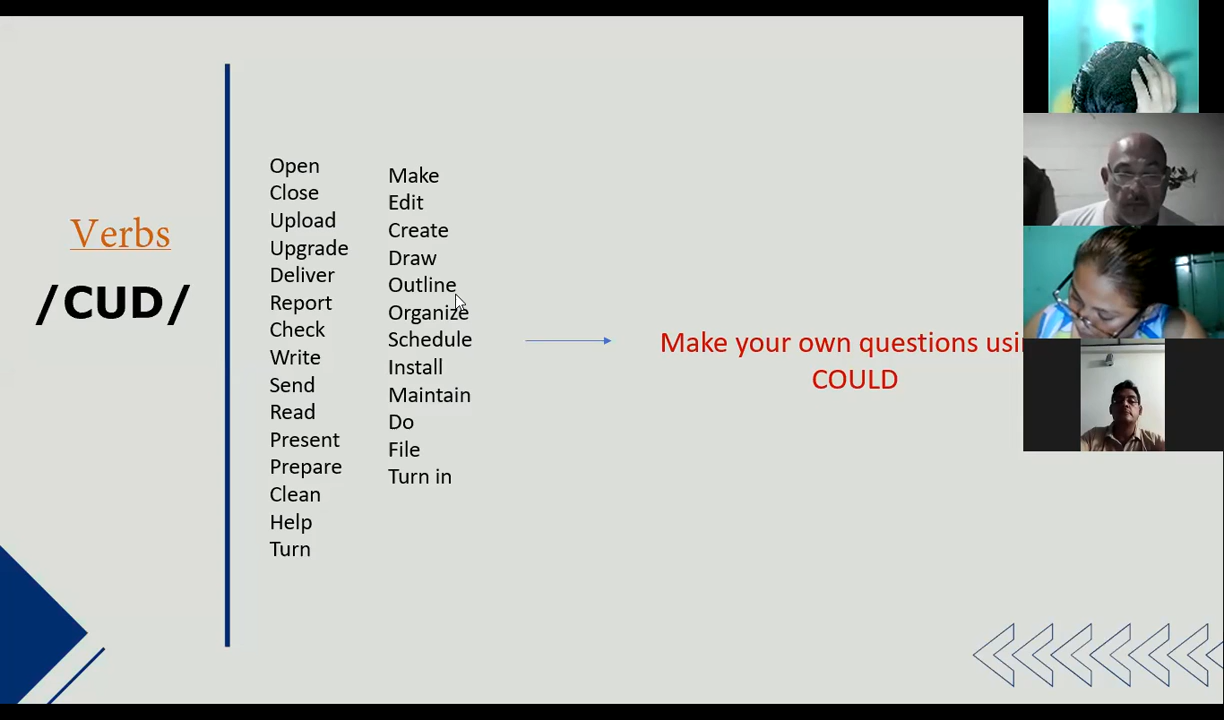 Verbs
/CUD/
Open
Close
Upload
Upgrade
Deliver
Report
Check
Write
Send
Read
Present
Prepare
Clean
Help
Turn
Make
Edit
Create
Draw
Outline
Organize
Schedule
Install
Maintain
Do
File
Turn in
Make your own questions
COULD